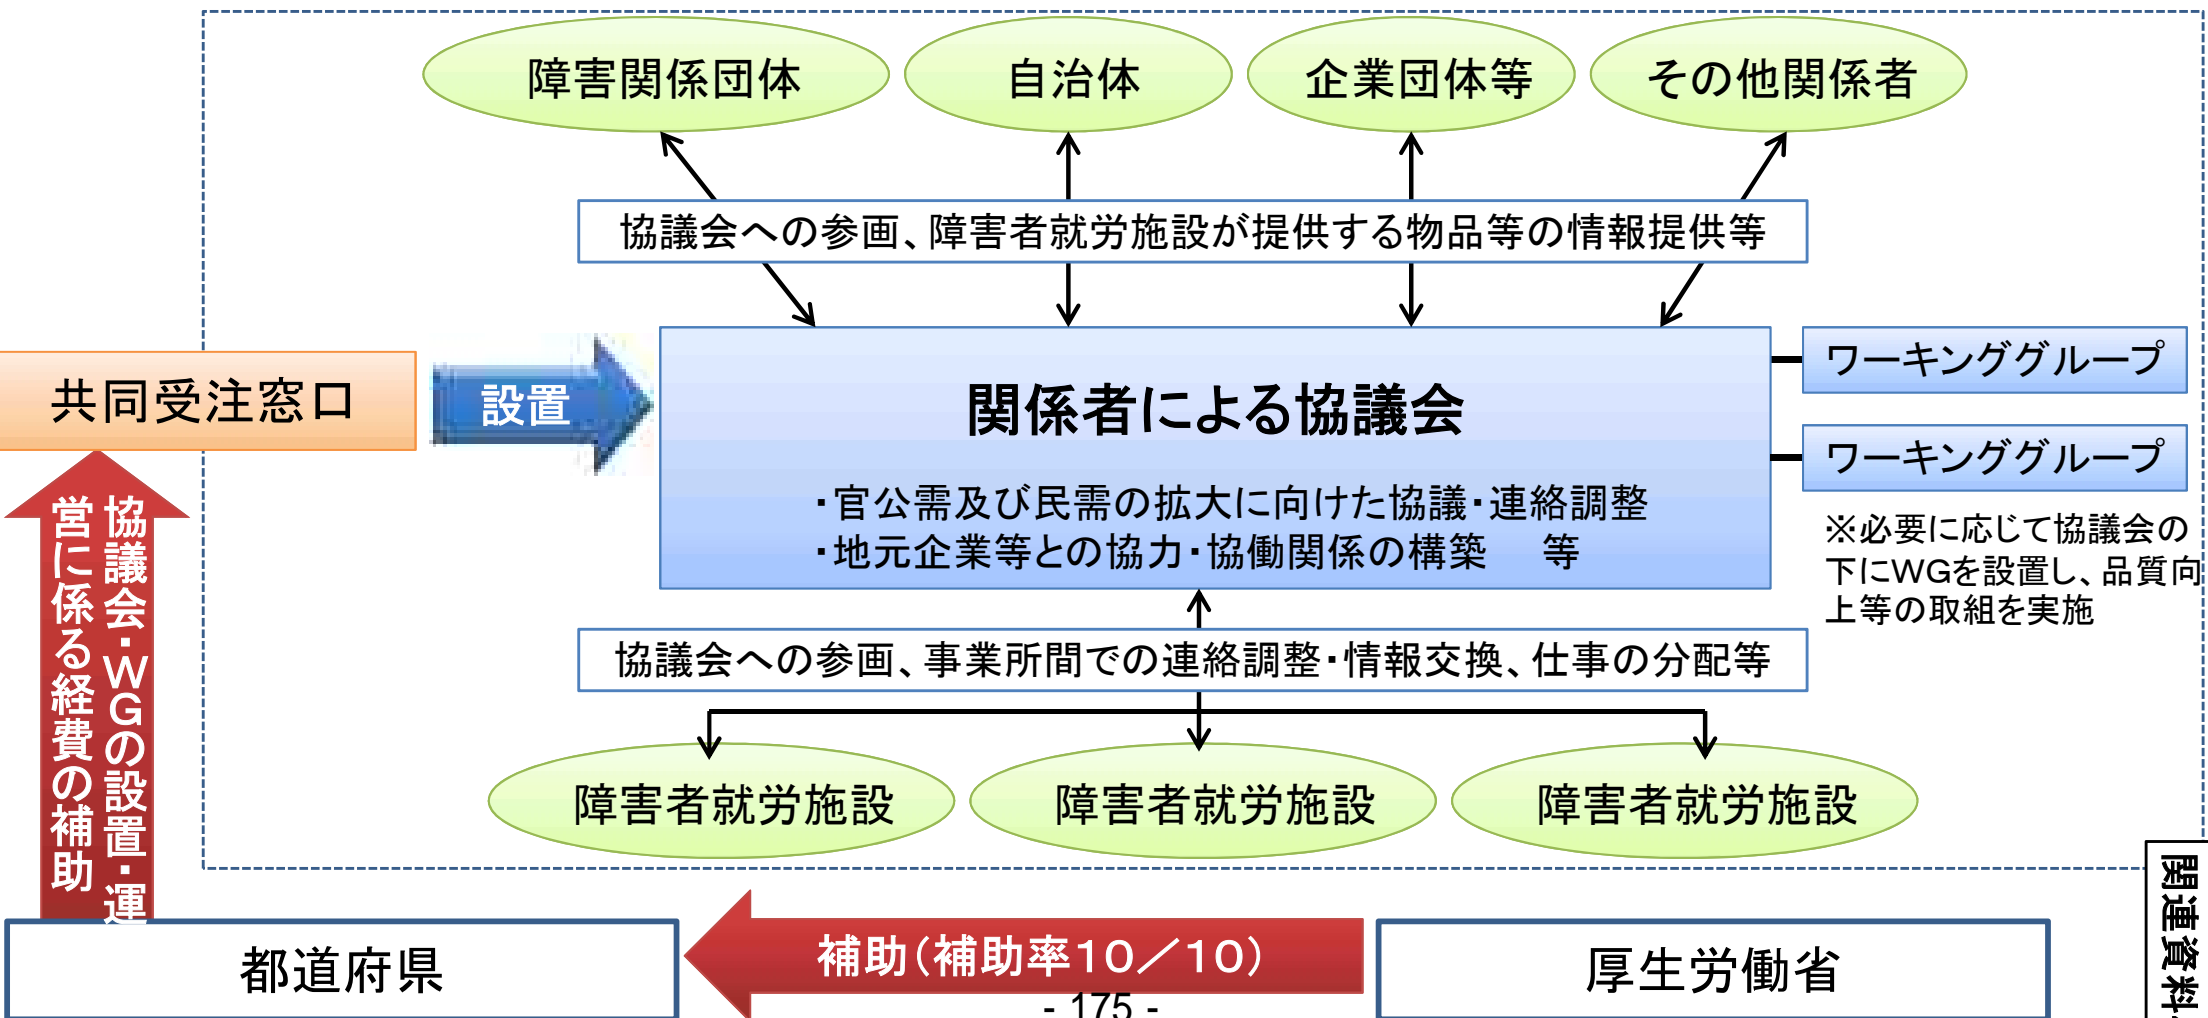 障害関係団体
自治体
企業団体等
その他関係者
協議会への参画、障害者就労施設が提供する物品等の情報提供等
共同受注窓口
設置
関係者による協議会
・官公需及び民需の拡大に向けた協議・連絡調整
・地元企業等との協力・協働関係の構築　等
ワーキンググループ
ワーキンググループ
※必要に応じて協議会の
下にWGを設置し、品質向
上等の取組を実施
協議会への参画、事業所間での連絡調整・情報交換、仕事の分配等
障害者就労施設
障害者就労施設
障害者就労施設
協議会・WGの設置・運
営に係る経費の補助
都道府県
補助（補助率１０／１０）
厚生労働省
- 175 -
関連資料